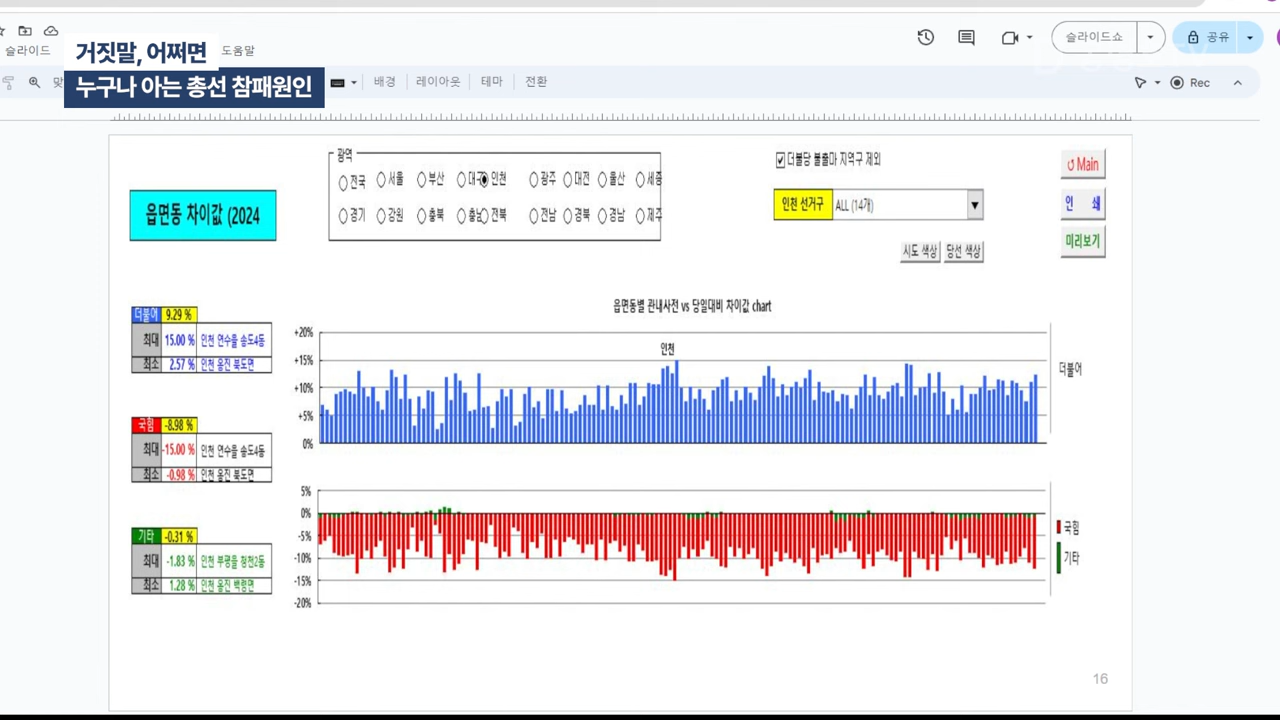 거짓말, 어쩌면
누구나 아는 총선 참패원인
슬라이드
도움말
슬라이드쇼
공유
맞
배경
레이아웃
테마
전환
Rec
읍면동 차이값 (2024
광역
전국 서울 부산 대구 인천 광주 대전 울산 세종
경기 강원 충북 충남 전북 전남 경북 경남 제주
더불당 불출마 지역구 제외
인천 선거구
ALL (14개)
시도 색상
당선 색상
Main
인 쇄
미리보기
더불어 9.29 %
최대 15.00 % 인천 연수을 송도4동
최소 2.57 % 인천 옹진 북도면
국힘 -8.98 %
최대 -15.00 % 인천 연수을 송도4동
최소 -0.98 % 인천 옹진 북도면
기타 -0.31 %
최대 -1.83 % 인천 부평을 청천2동
최소 1.28 % 인천 옹진 백령면
읍면동별 관내사전 vs 당일대비 차이값 chart
+20%
+15%
+10%
+5%
0%
인천
더불어
5%
0%
-5%
-10%
-15%
-20%
국힘
기타
16